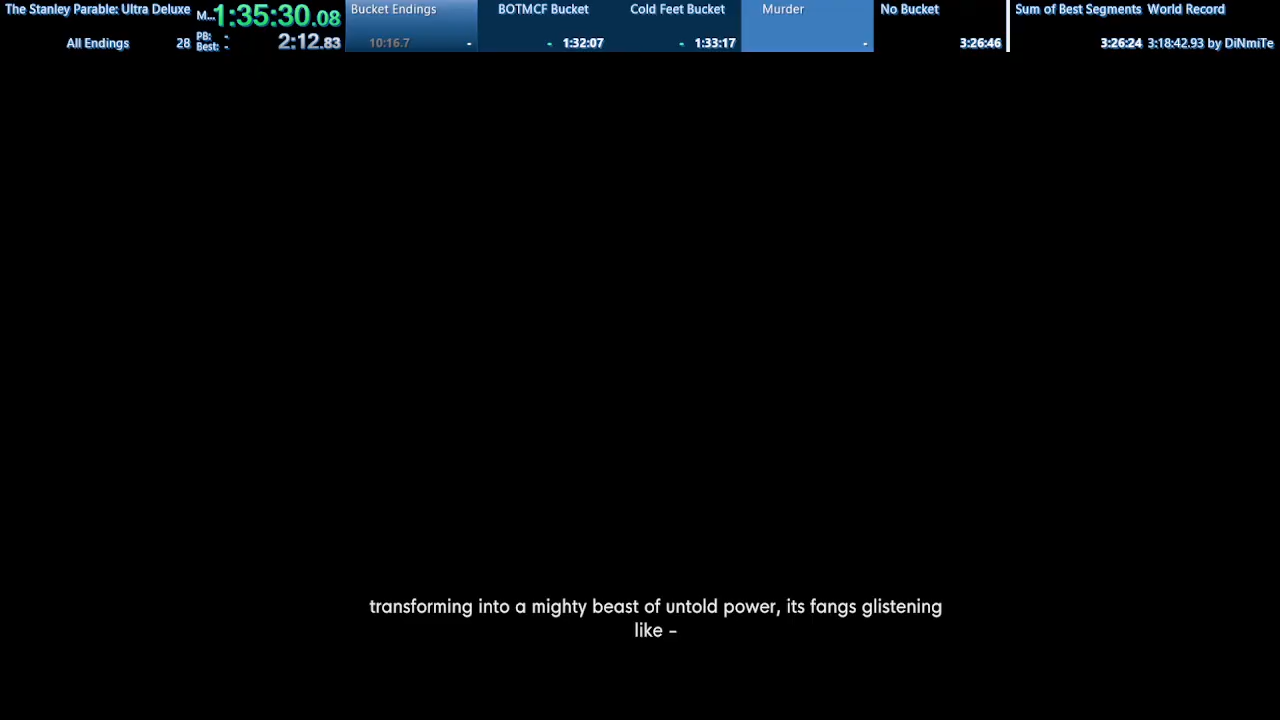 The Stanley Parable: Ultra Deluxe
All Endings 28
M... 1:35:30.08
PB: -
Best: -
2:12.83
Bucket Endings
10:16.7 -
BOTMCF Bucket
- 1:32:07
Cold Feet Bucket
- 1:33:17
Murder
-
No Bucket
3:26:46
Sum of Best Segments
3:26:24
World Record
3:18:42.93 by DiNmiTe
transforming into a mighty beast of untold power, its fangs glistening
like -